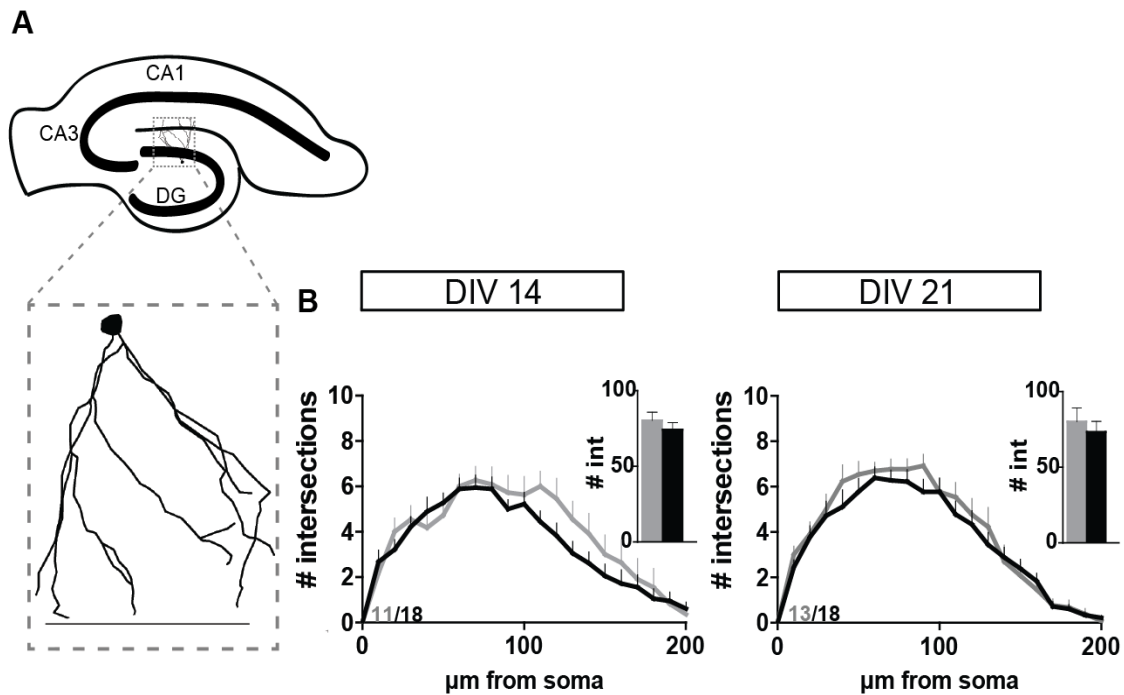 A
CA1
CA3
DG
B
DIV 14
DIV 21
# intersections
10
8
6
4
2
0
11/18
0
100
200
µm from soma
# int
100
50
0
# intersections
10
8
6
4
2
0
13/18
0
100
200
µm from soma
# int
100
50
0